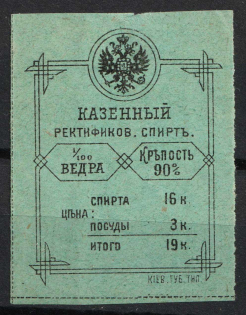 КАЗЕННЫЙ
РЕКТИФИКОВ. СПИРТЪ.
1/100 ВЕДРА
КРѢПОСТЬ 90%
СПИРТА 16 К
ЦѢНА:
ПОСУДЫ 3 К.
ИТОГО 19 К.
КІЕВ. ГУБ. ТИП.